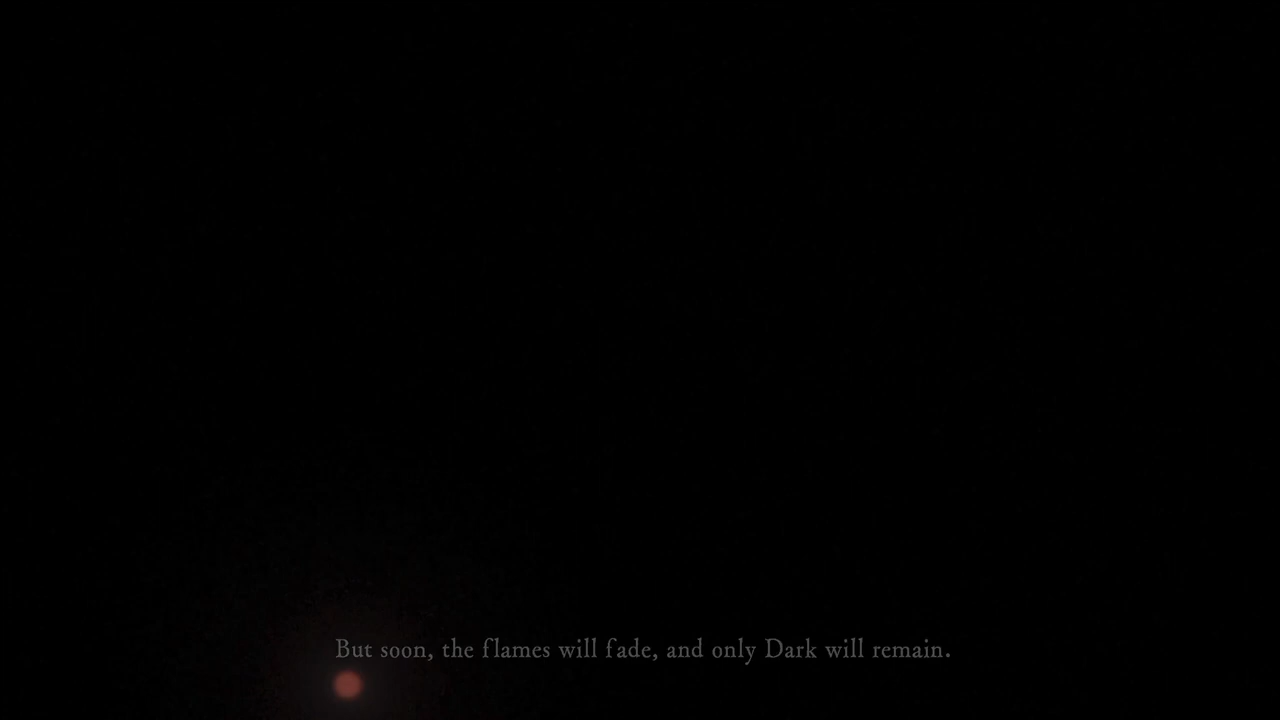 But soon, the flames will fade, and only Dark will remain.